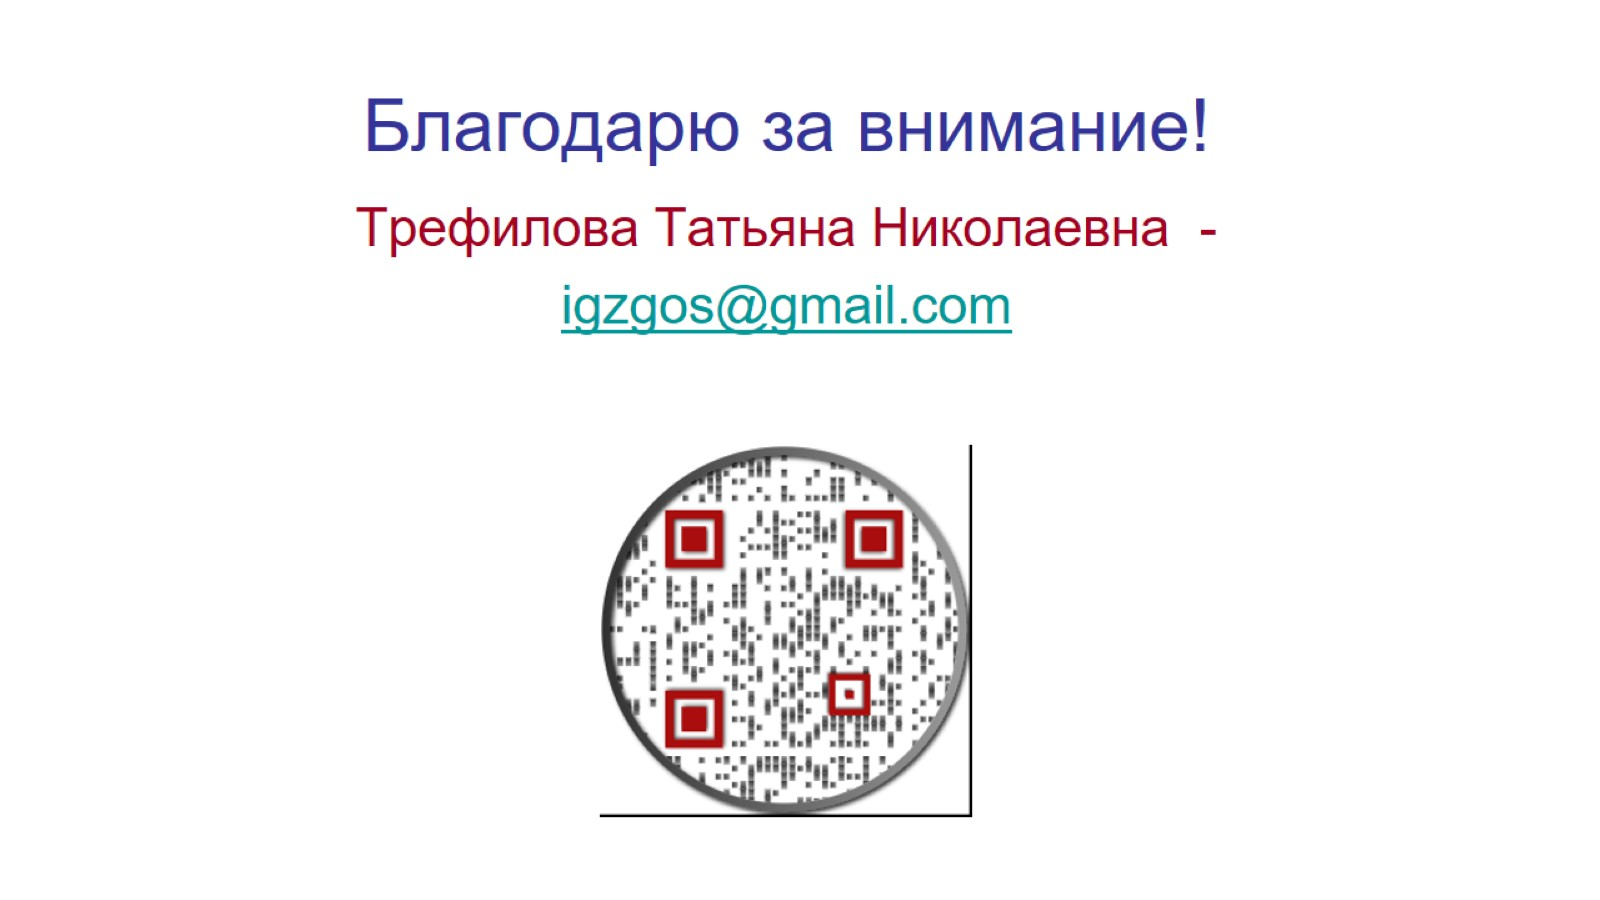 Благодарю за внимание!
Трефилова Татьяна Николаевна -
igzgos@gmail.com